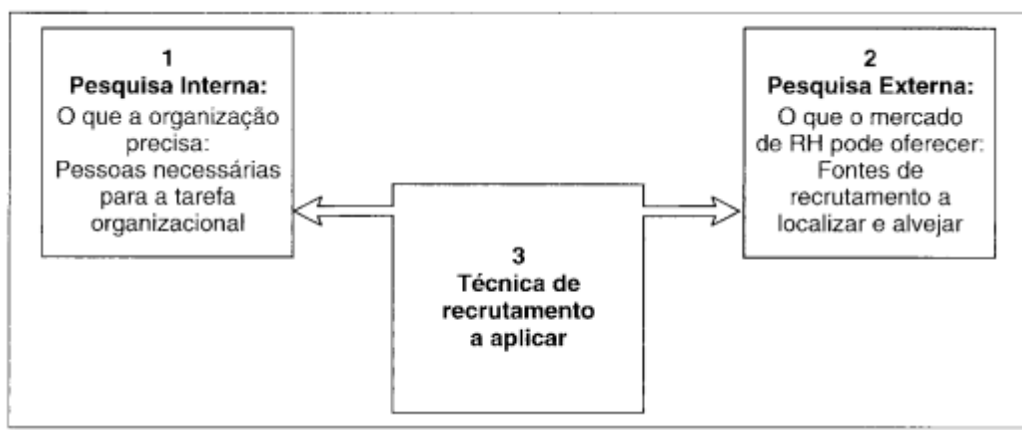 1
Pesquisa Interna:
O que a organização
precisa:
Pessoas necessárias
para a tarefa
organizacional
2
Pesquisa Externa:
O que o mercado
de RH pode oferecer:
Fontes de
recrutamento a
localizar e alvejar
3
Técnica de
recrutamento
a aplicar